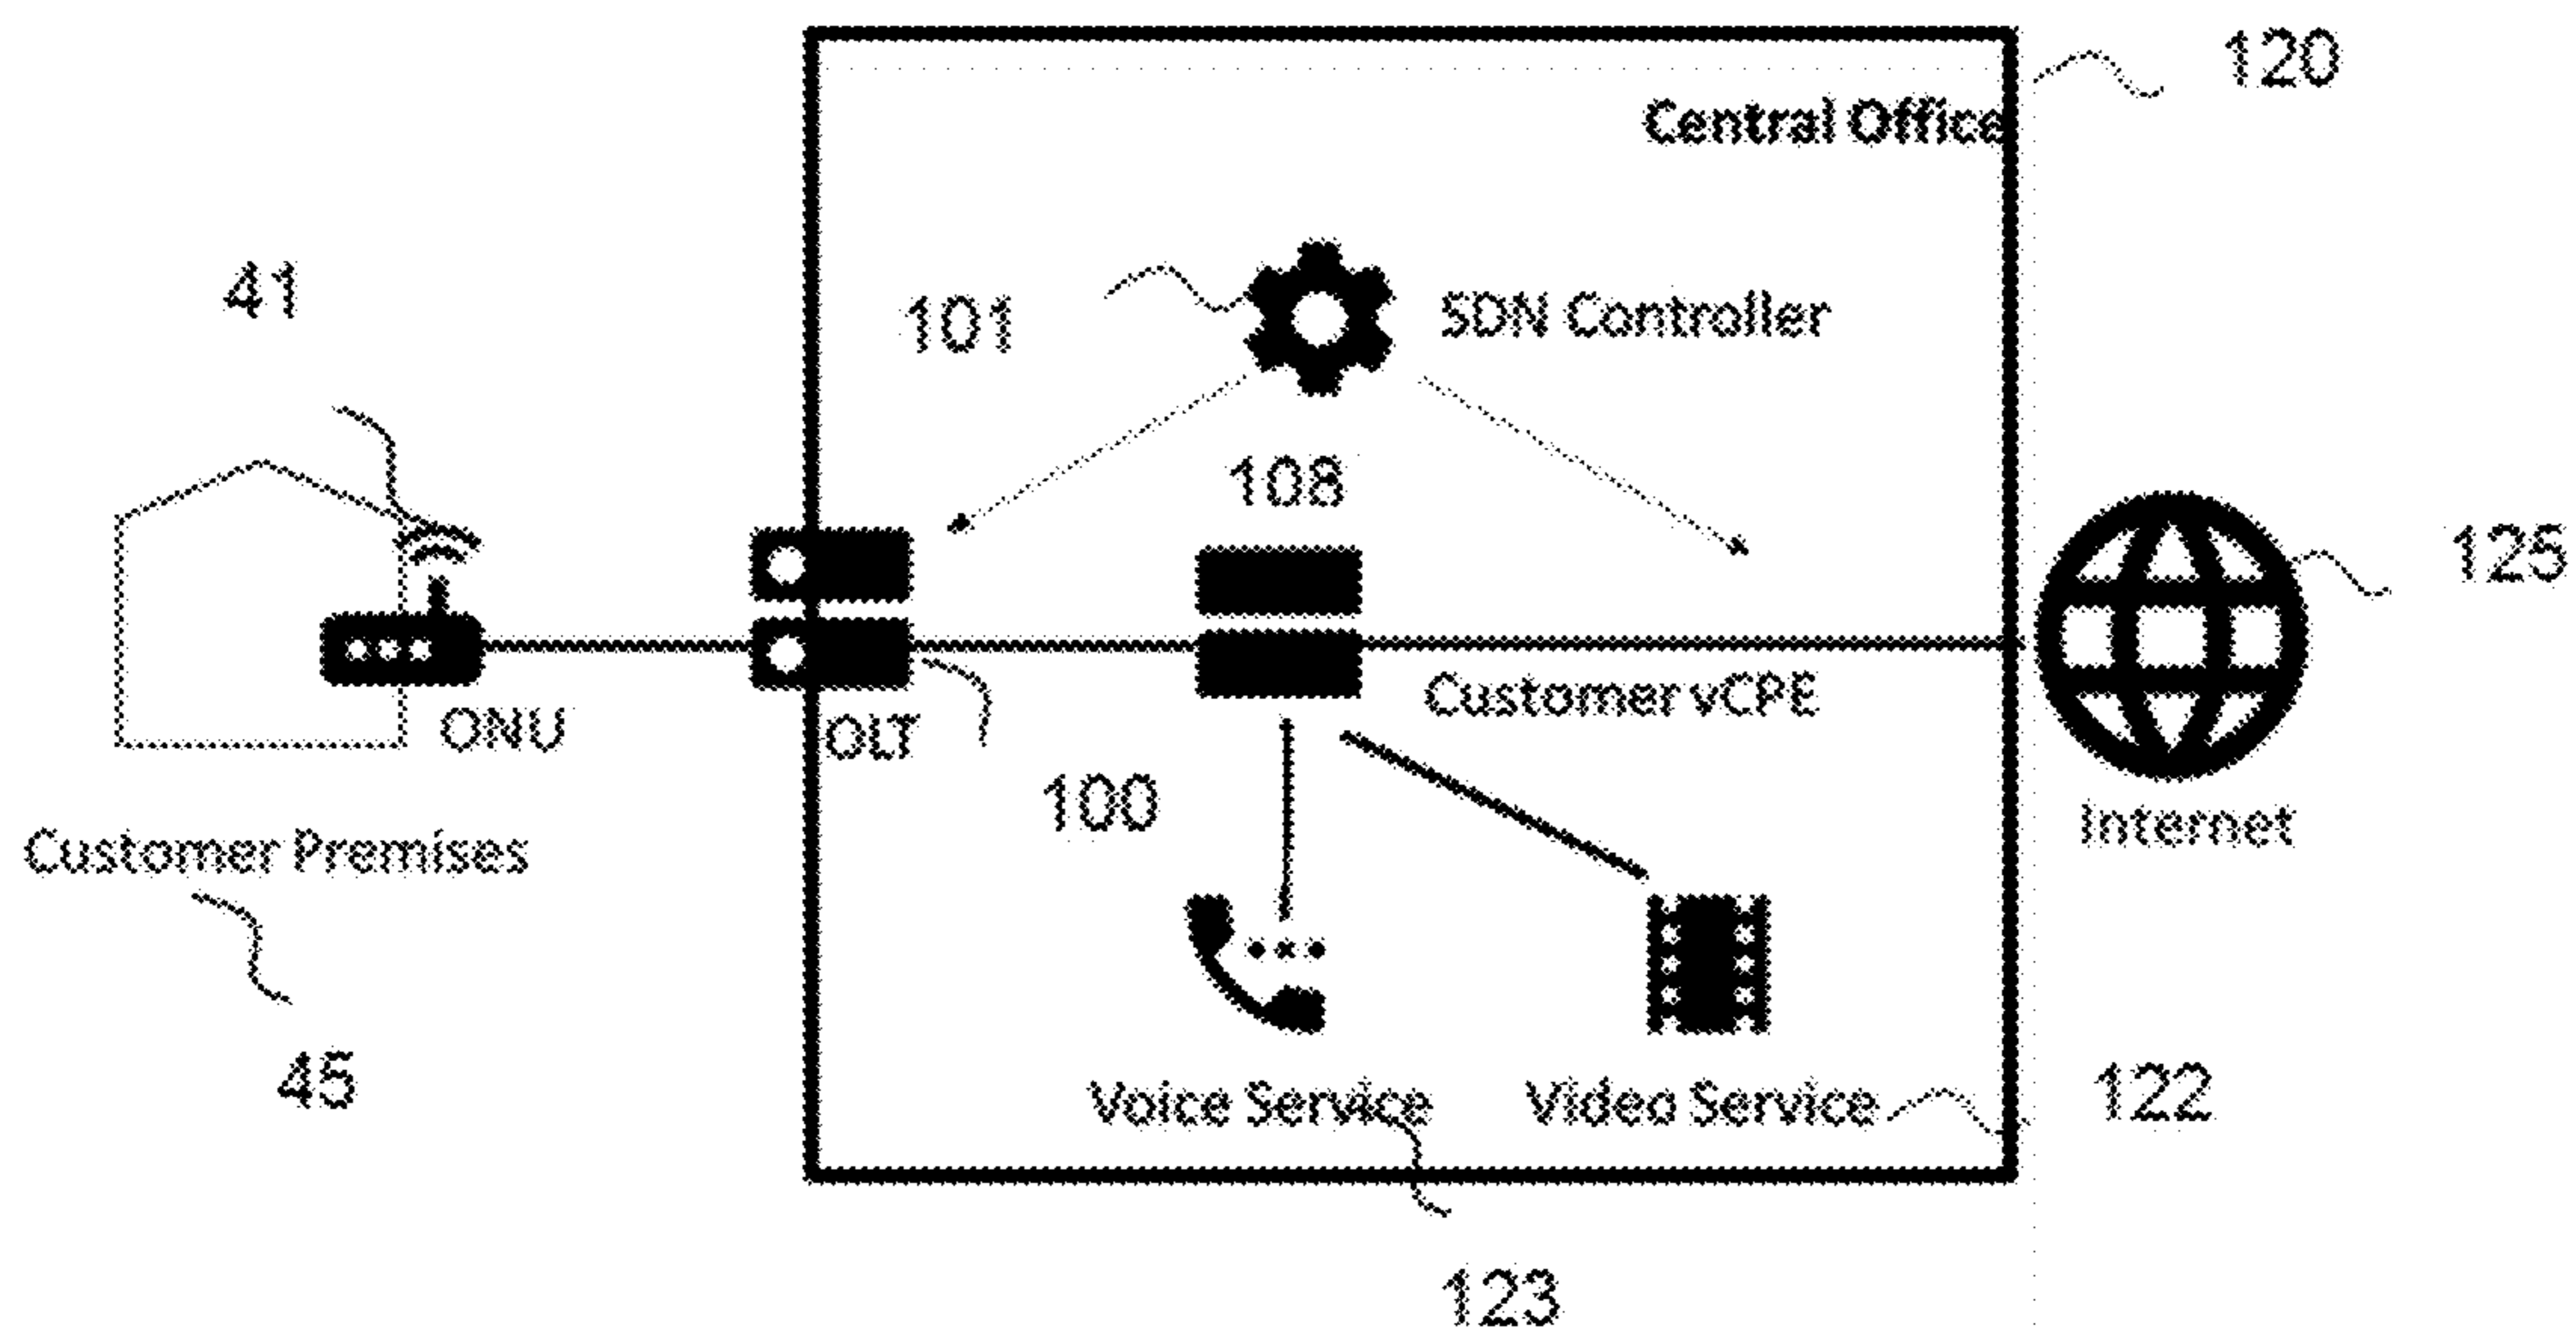 120
Central Office
41
101
SDN Controller
108
125
ONU
OLT
Customer vCPE
100
Internet
Customer Premises
45
Voice Service
Video Service
122
123